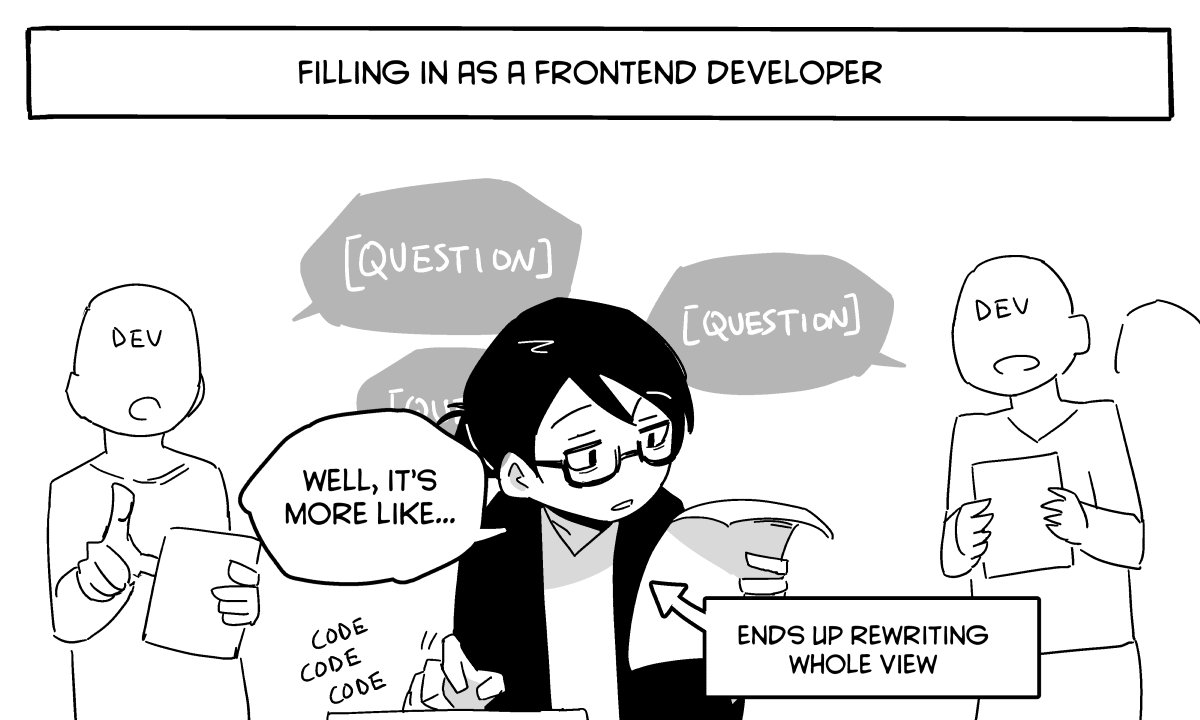 FILLING IN AS A FRONTEND DEVELOPER
[QUESTION]
[QUESTION]
DEV
DEV
WELL, IT'S
MORE LIKE...
CODE
CODE
CODE
ENDS UP REWRITING
WHOLE VIEW